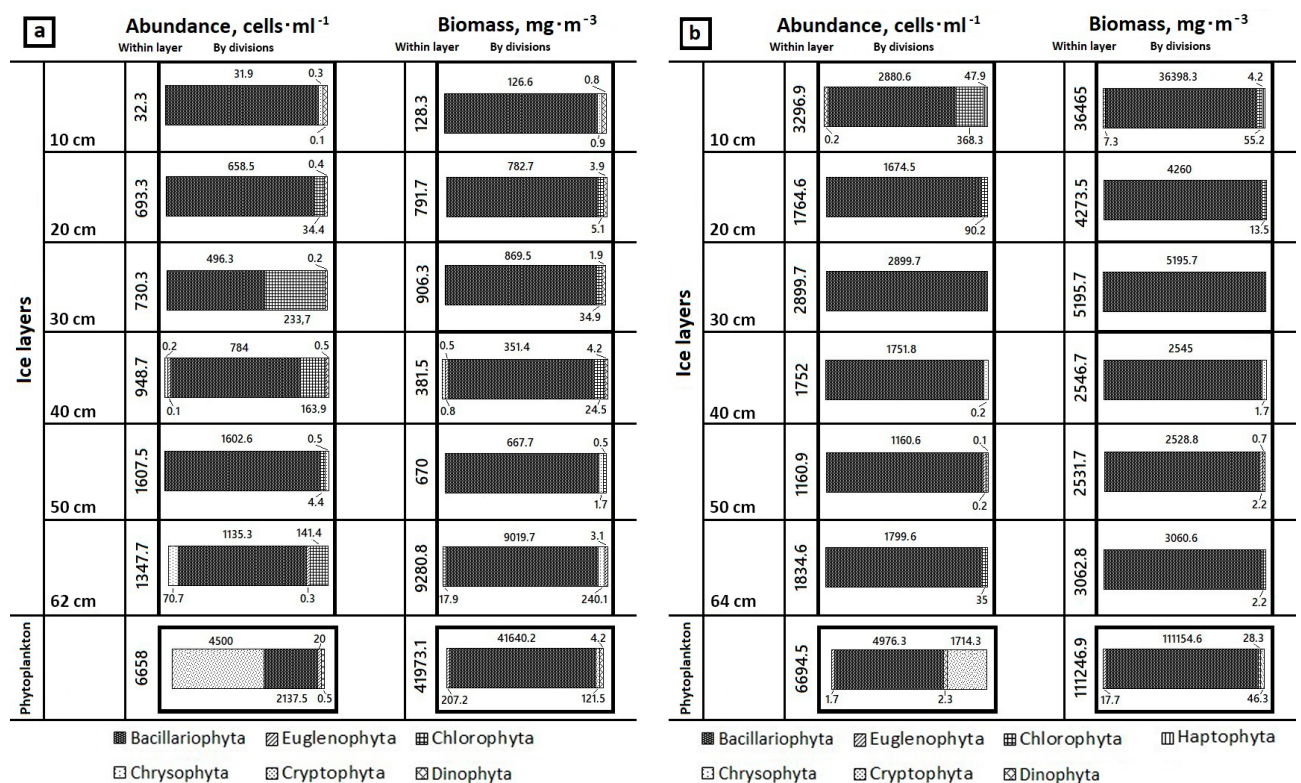 a
Abundance, cells·ml⁻¹
Biomass, mg·m⁻³
Within layer By divisions
Within layer By divisions
Ice layers
10 cm
32.3
31.9 0.3
0.1
128.3
126.6 0.8
0.9
20 cm
693.3
658.5 0.4
34.4
791.7
782.7 3.9
5.1
30 cm
730.3
496.3 0.2
233,7
906.3
869.5 1.9
34.9
40 cm
948.7
0.2 784 0.5
0.1 163.9
381.5
0.5 351.4 4.2
0.8 24.5
50 cm
1607.5
1602.6 0.5
4.4
670
667.7 0.5
1.7
62 cm
1347.7
1135.3 141.4
70.7 0.3
9280.8
9019.7 3.1
17.9 240.1
Phytoplankton
6658
4500 20
2137.5 0.5
41973.1
41640.2 4.2
207.2 121.5
Bacillariophyta Euglenophyta Chlorophyta
Chrysophyta Cryptophyta Dinophyta
b
Abundance, cells·ml⁻¹
Biomass, mg·m⁻³
Within layer By divisions
Within layer By divisions
Ice layers
10 cm
3296.9
2880.6 47.9
0.2 368.3
36465
36398.3 4.2
7.3 55.2
20 cm
1764.6
1674.5
90.2
4273.5
4260
13.5
30 cm
2899.7
2899.7
5195.7
5195.7
40 cm
1752
1751.8
0.2
2546.7
2545
1.7
50 cm
1160.9
1160.6 0.1
0.2
2531.7
2528.8 0.7
2.2
64 cm
1834.6
1799.6
35
3062.8
3060.6
2.2
Phytoplankton
6694.5
4976.3 1714.3
1.7 2.3
111246.9
111154.6 28.3
17.7 46.3
Bacillariophyta Euglenophyta Chlorophyta Haptophyta
Chrysophyta Cryptophyta Dinophyta